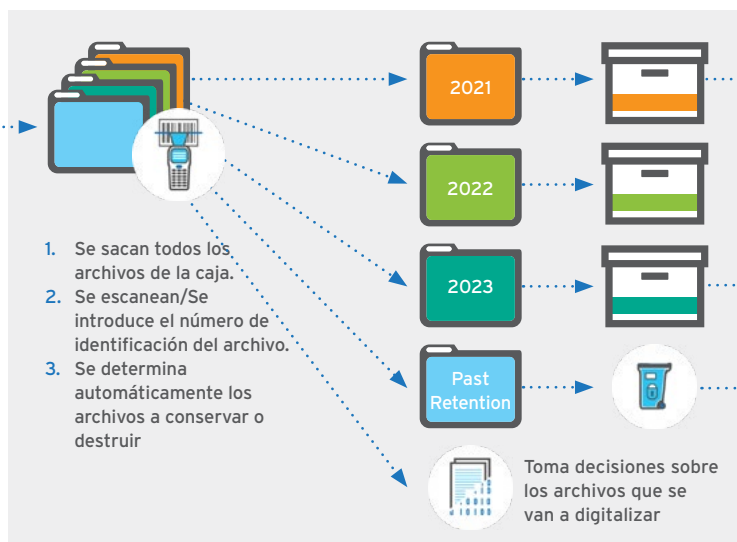 2021
2022
2023
Past
Retention
1. Se sacan todos los
archivos de la caja.
2. Se escanean/Se
introduce el número de
identificación del archivo.
3. Se determina
automáticamente los
archivos a conservar o
destruir
Toma decisiones sobre
los archivos que se
van a digitalizar